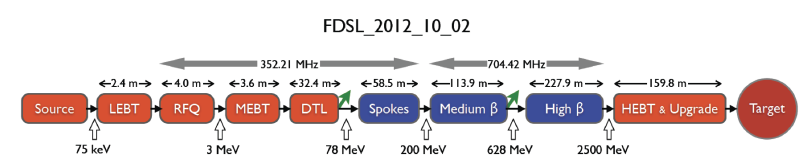 FDSL_2012_10_02
352.21 MHz 704.42 MHz
2.4 m 4.0 m 3.6 m 32.4 m 58.5 m 113.9 m 227.9 m 159.8 m
Source LEBT RFQ MEBT DTL Spokes Medium β High β HEBT & Upgrade Target
75 keV 3 MeV 78 MeV 200 MeV 628 MeV 2500 MeV